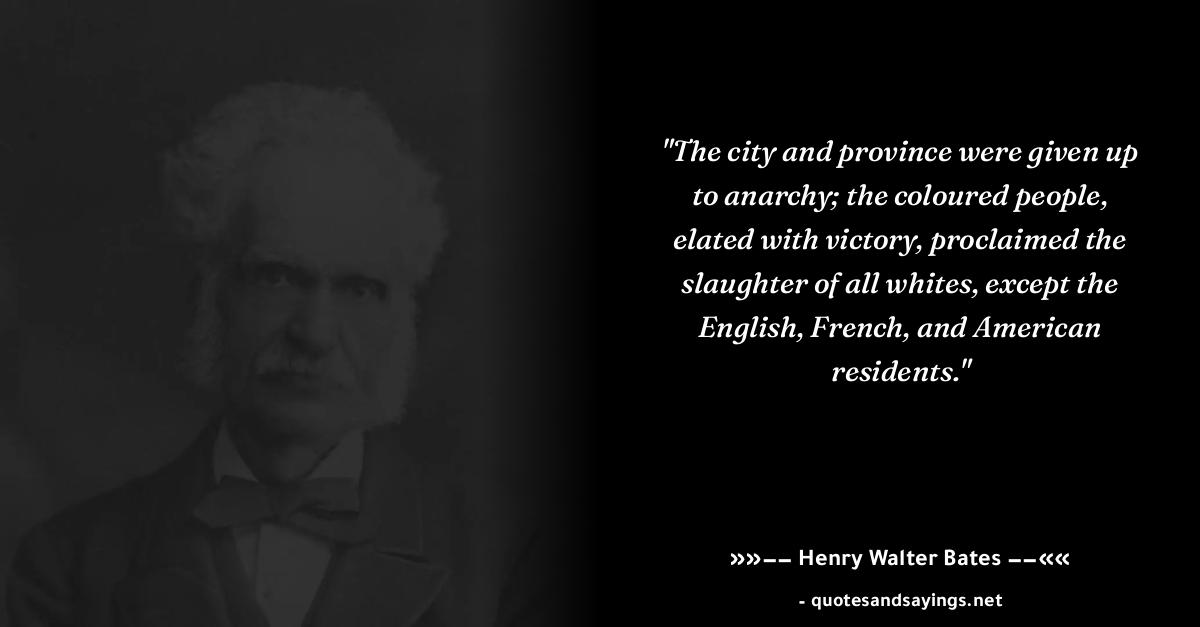 "The city and province were given up
to anarchy; the coloured people,
elated with victory, proclaimed the
slaughter of all whites, except the
English, French, and American
residents."
»»―― Henry Walter Bates ――««
- quotesandsayings.net